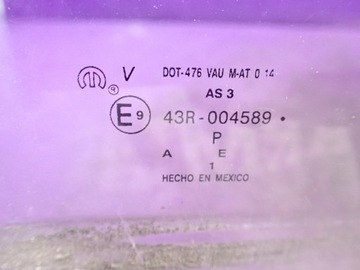 V DOT-476 VAU M-AT 0 14
AS 3
E9 43R-004589 •
P
A E
1
HECHO EN MEXICO